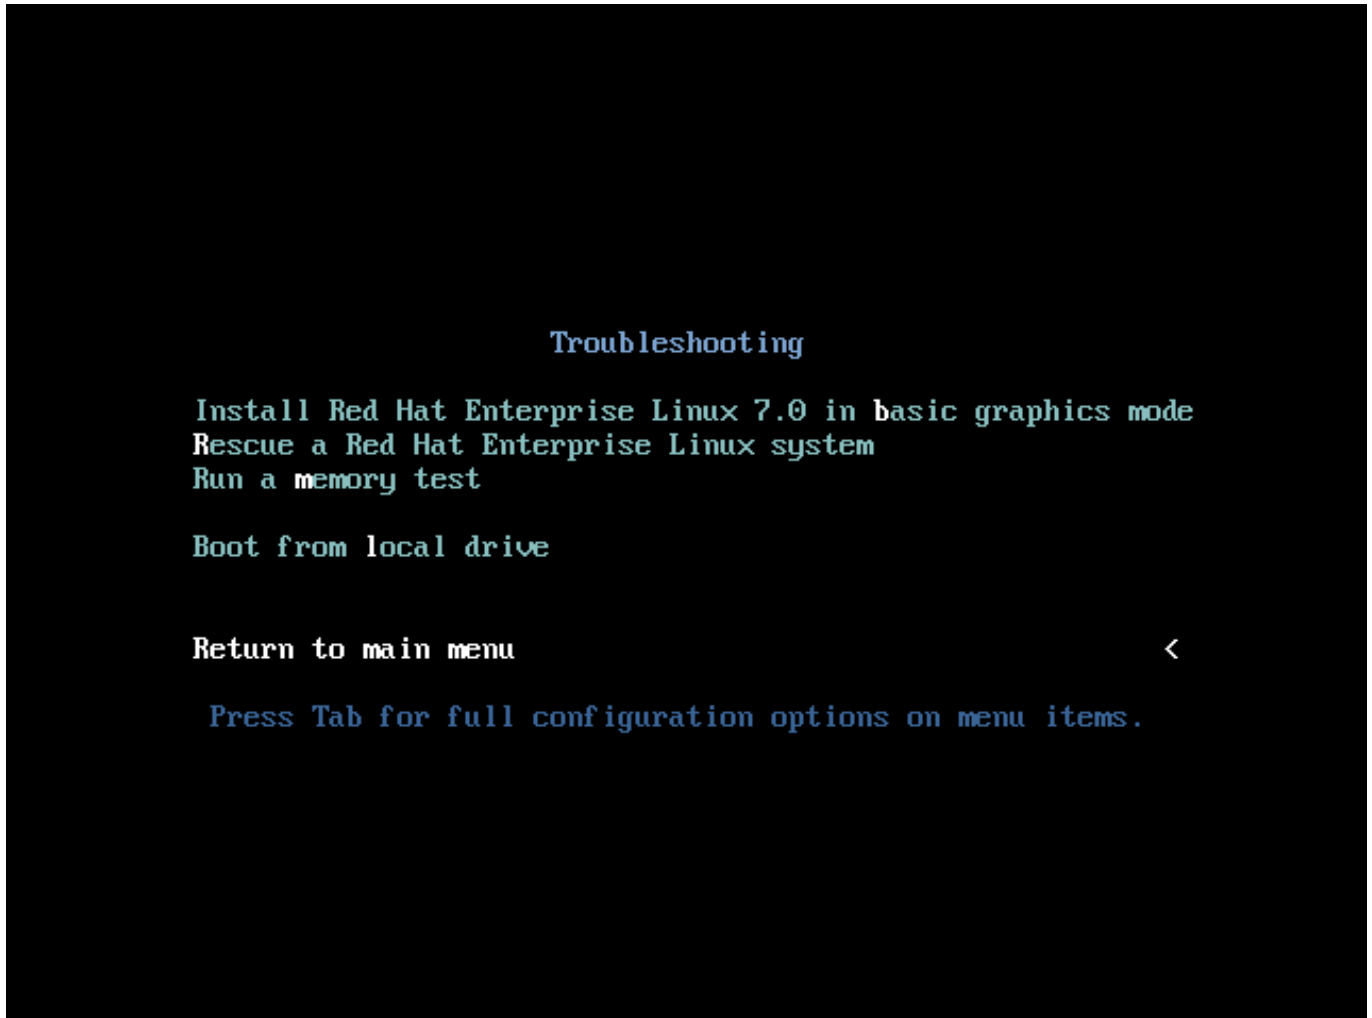 Troubleshooting
Install Red Hat Enterprise Linux 7.0 in basic graphics mode
Rescue a Red Hat Enterprise Linux system
Run a memory test
Boot from local drive
Return to main menu <
Press Tab for full configuration options on menu items.